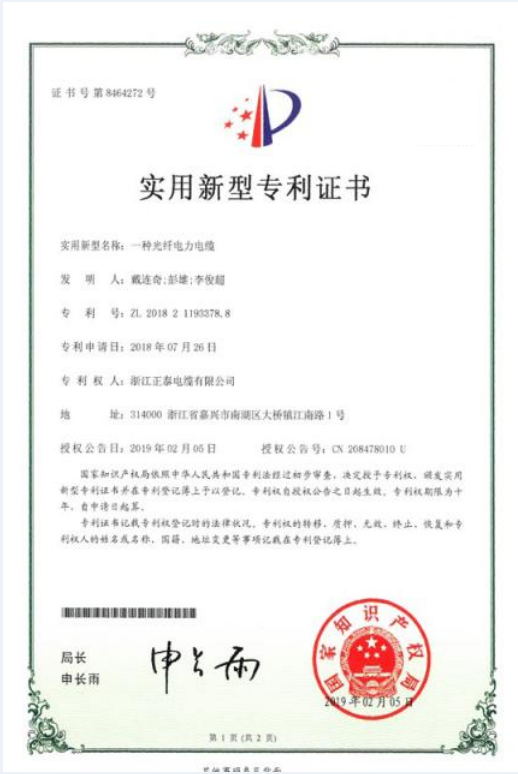 证书号第8464272号
实用新型专利证书
实用新型名称：一种光纤电力电缆
发 明 人：戴连奇;彭雄;李俊超
专 利 号：ZL 2018 2 1193378.8
专利申请日：2018年07月26日
专 利 权 人：浙江正泰电缆有限公司
地 址：314000 浙江省嘉兴市南湖区大桥镇江南路1号
授权公告日：2019年02月05日 授权公告号：CN 208478010 U
国家知识产权局依照中华人民共和国专利法经过初步审查，决定授予专利权，颁发实用
新型专利证书并在专利登记簿上予以登记。专利权自授权公告之日起生效。专利权期限为十
年，自申请日起算。
专利证书记载专利权登记时的法律状况。专利权的转移、质押、无效、终止、恢复和专
利权人的姓名或名称、国籍、地址变更等事项记载在专利登记簿上。
局长
申长雨
申长雨
国家知识产权局
2019年02月05日
第 1 页 (共 2 页)
其他事项参见背面